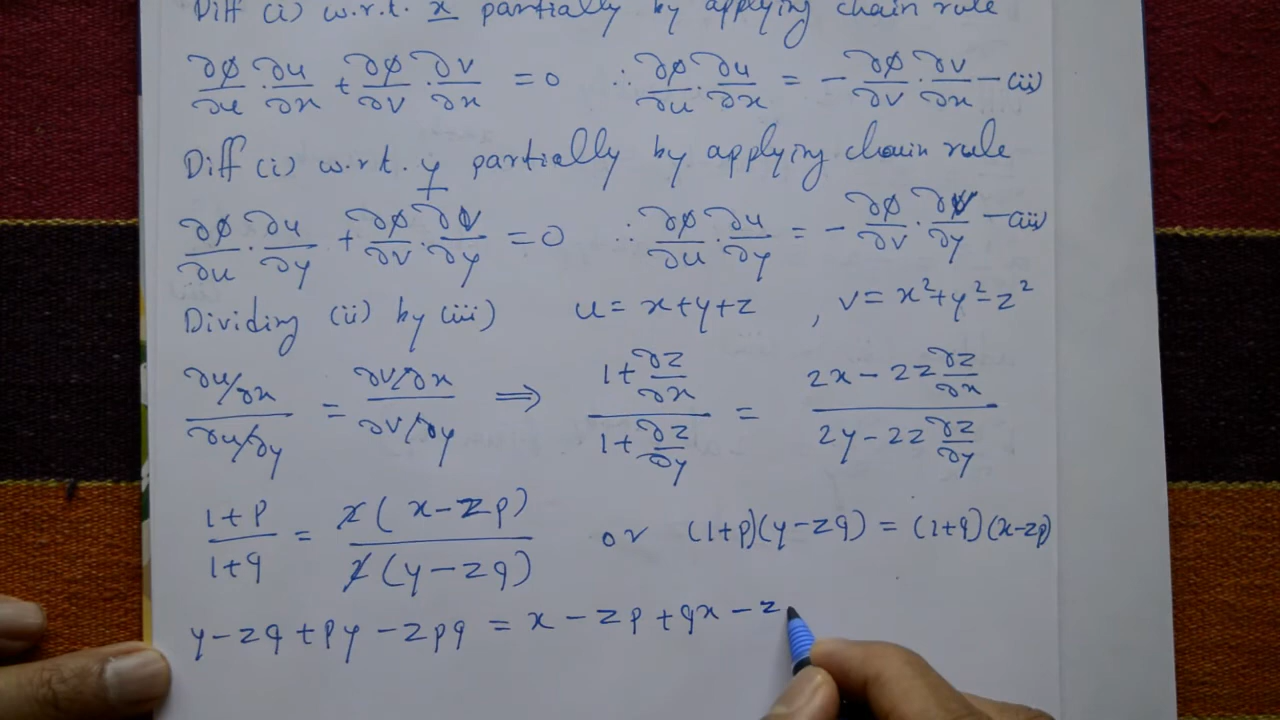 Diff (i) w.r.t. x partially by applying chain rule
∂φ/∂u · ∂u/∂x + ∂φ/∂v · ∂v/∂x = 0 ∴ ∂φ/∂u · ∂u/∂x = - ∂φ/∂v · ∂v/∂x — (ii)
Diff (i) w.r.t. y partially by applying chain rule
∂φ/∂u · ∂u/∂y + ∂φ/∂v · ∂v/∂y = 0 ∴ ∂φ/∂u · ∂u/∂y = - ∂φ/∂v · ∂v/∂y — (iii)
Dividing (ii) by (iii) u = x+y+z , v = x²+y²-z²
(∂u/∂x)/(∂u/∂y) = (∂v/∂x)/(∂v/∂y) ⇒ (1+∂z/∂x)/(1+∂z/∂y) = (2x-2z ∂z/∂x)/(2y-2z ∂z/∂y)
(1+p)/(1+q) = 2(x-zp)/2(y-zq) or (1+p)(y-zq) = (1+q)(x-zp)
y-zq+py-zpq = x-zp+qx-z